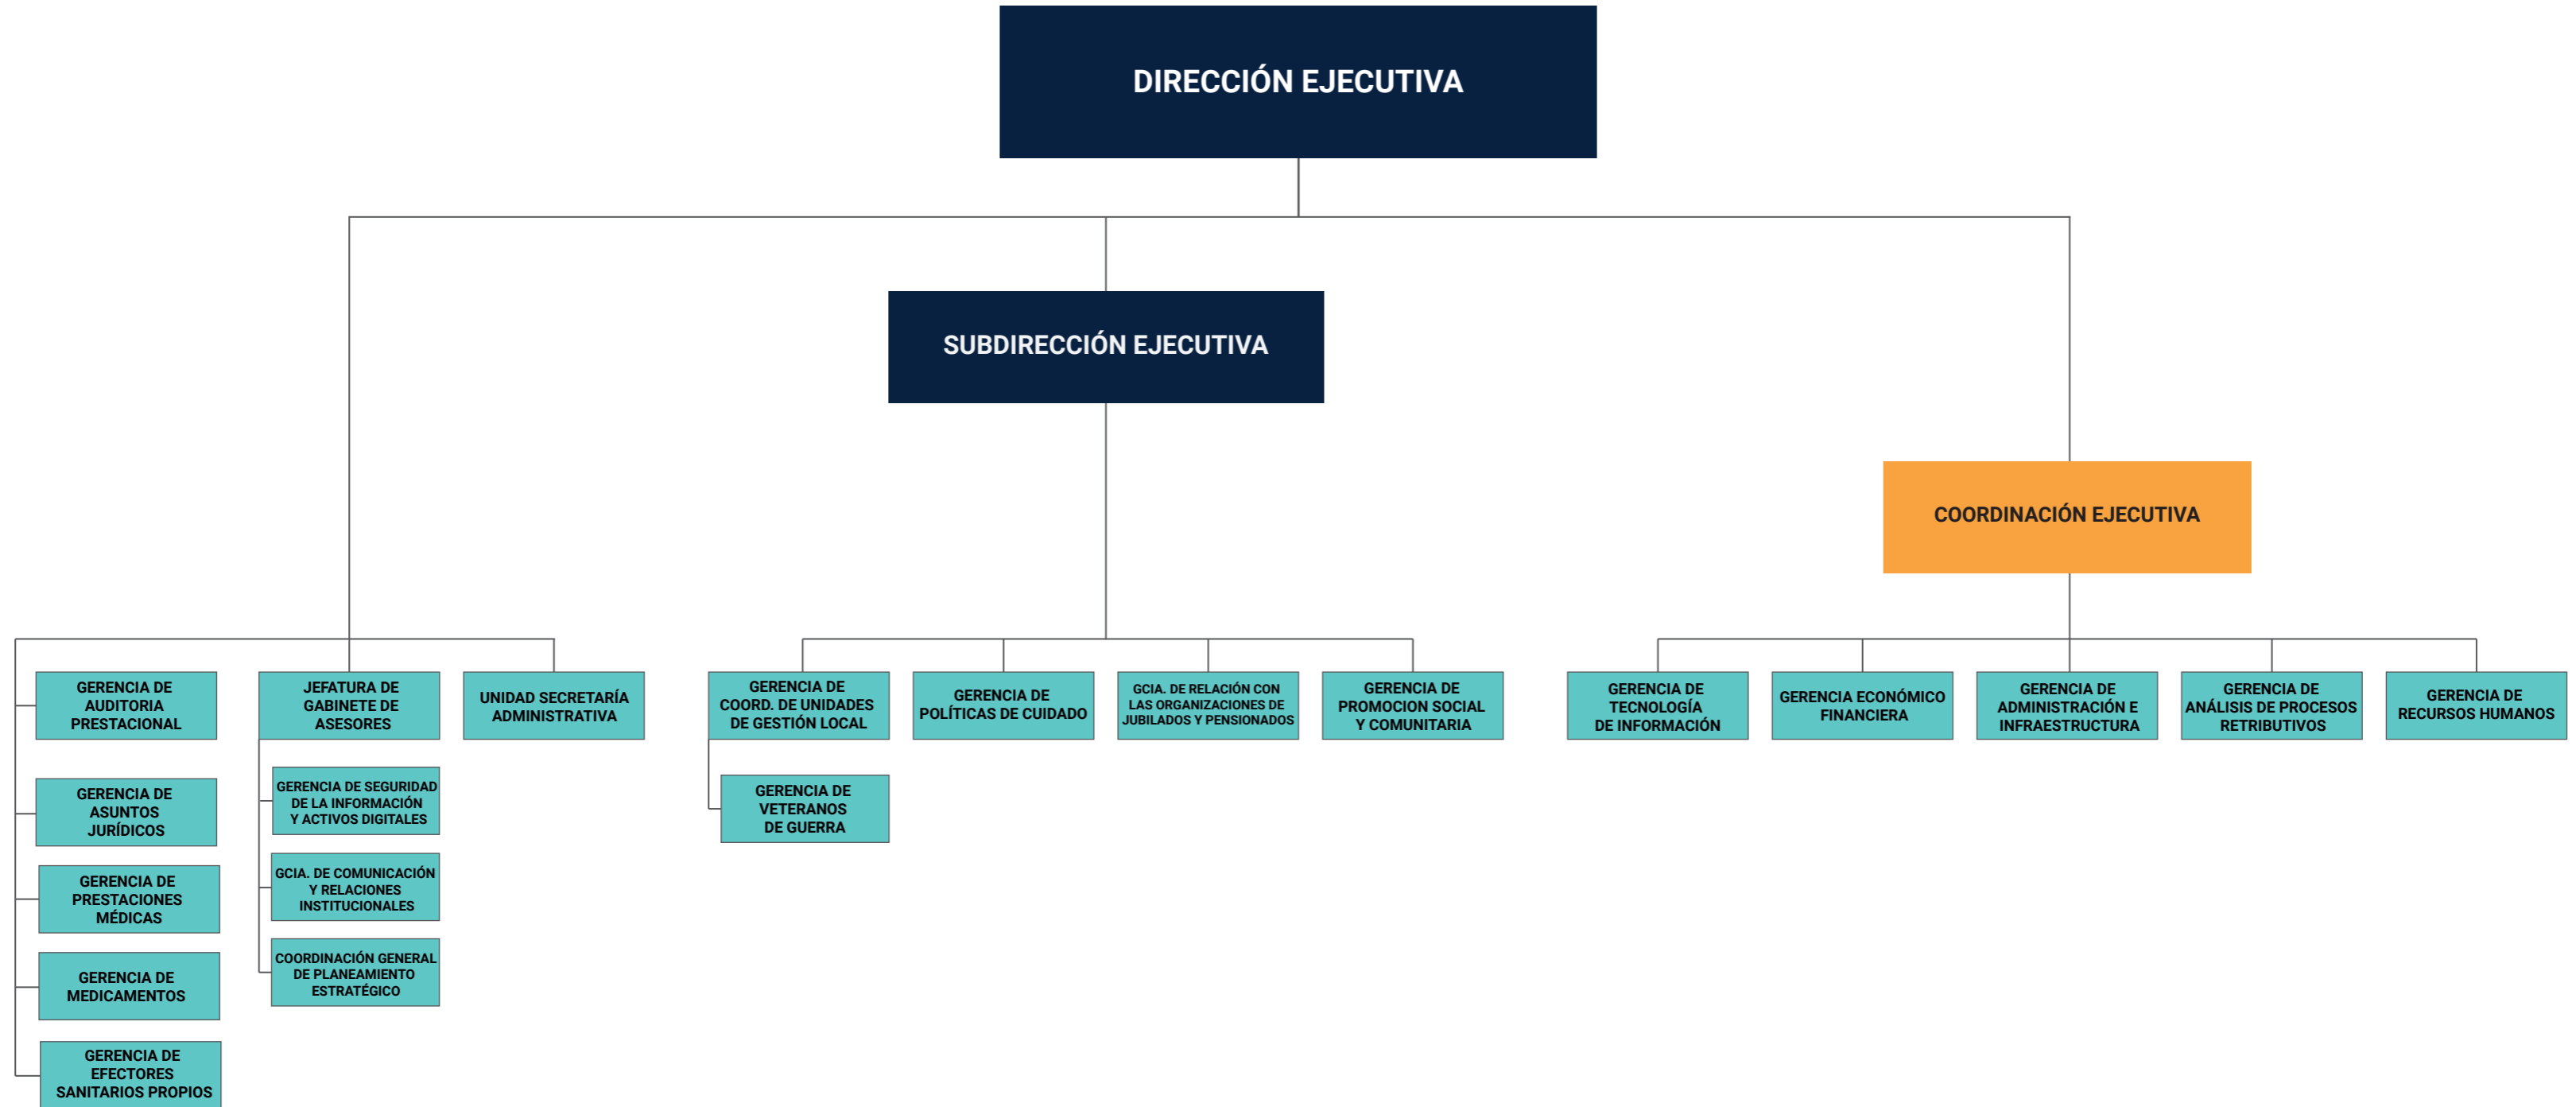 DIRECCIÓN EJECUTIVA
SUBDIRECCIÓN EJECUTIVA
COORDINACIÓN EJECUTIVA
GERENCIA DE
AUDITORIA
PRESTACIONAL
JEFATURA DE
GABINETE DE
ASESORES
UNIDAD SECRETARÍA
ADMINISTRATIVA
GERENCIA DE
COORD. DE UNIDADES
DE GESTIÓN LOCAL
GERENCIA DE
POLÍTICAS DE CUIDADO
GCIA. DE RELACIÓN CON
LAS ORGANIZACIONES DE
JUBILADOS Y PENSIONADOS
GERENCIA DE
PROMOCION SOCIAL
Y COMUNITARIA
GERENCIA DE
TECNOLOGÍA
DE INFORMACIÓN
GERENCIA ECONÓMICO
FINANCIERA
GERENCIA DE
ADMINISTRACIÓN E
INFRAESTRUCTURA
GERENCIA DE
ANÁLISIS DE PROCESOS
RETRIBUTIVOS
GERENCIA DE
RECURSOS HUMANOS
GERENCIA DE
ASUNTOS
JURÍDICOS
GERENCIA DE SEGURIDAD
DE LA INFORMACIÓN
Y ACTIVOS DIGITALES
GERENCIA DE
VETERANOS
DE GUERRA
GERENCIA DE
PRESTACIONES
MÉDICAS
GCIA. DE COMUNICACIÓN
Y RELACIONES
INSTITUCIONALES
GERENCIA DE
MEDICAMENTOS
COORDINACIÓN GENERAL
DE PLANEAMIENTO
ESTRATÉGICO
GERENCIA DE
EFECTORES
SANITARIOS PROPIOS